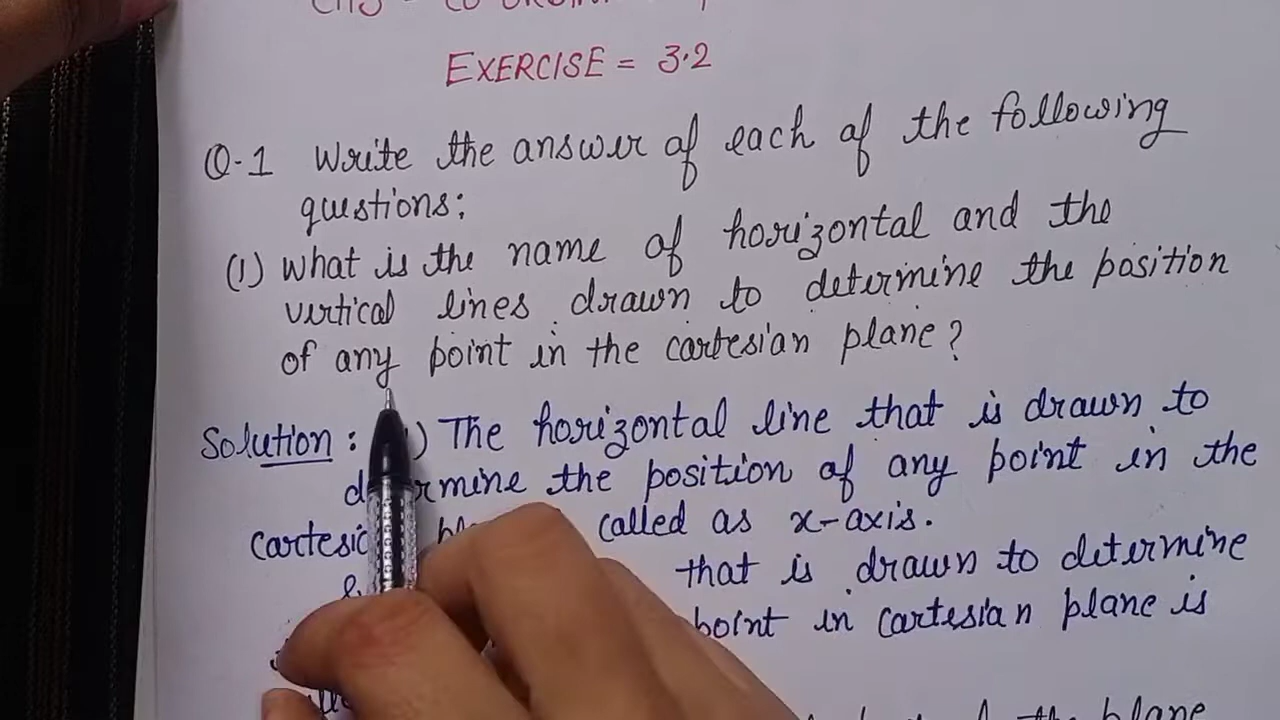 EXERCISE = 3.2
Q-1 Write the answer of each of the following
questions:
(1) What is the name of horizontal and the
vertical lines drawn to determine the position
of any point in the cartesian plane?
Solution: ) The horizontal line that is drawn to
the position of any point in the
called as x-axis.
& that is drawn to determine
point in cartesian plane is
the plane